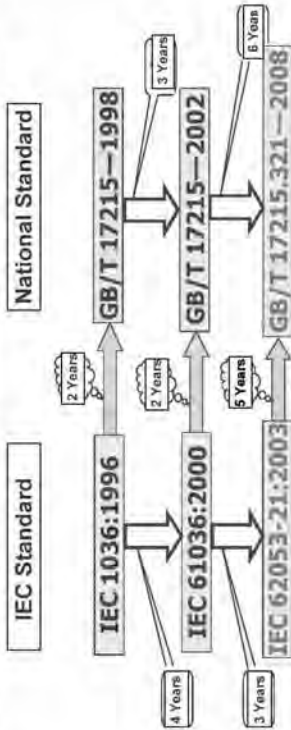 IEC Standard
National Standard
IEC 1036:1996
2 Years
GB/T 17215—1998
4 Years
3 Years
IEC 61036:2000
2 Years
GB/T 17215—2002
3 Years
6 Years
IEC 62053-21:2003
5 Years
GB/T 17215.321—2008